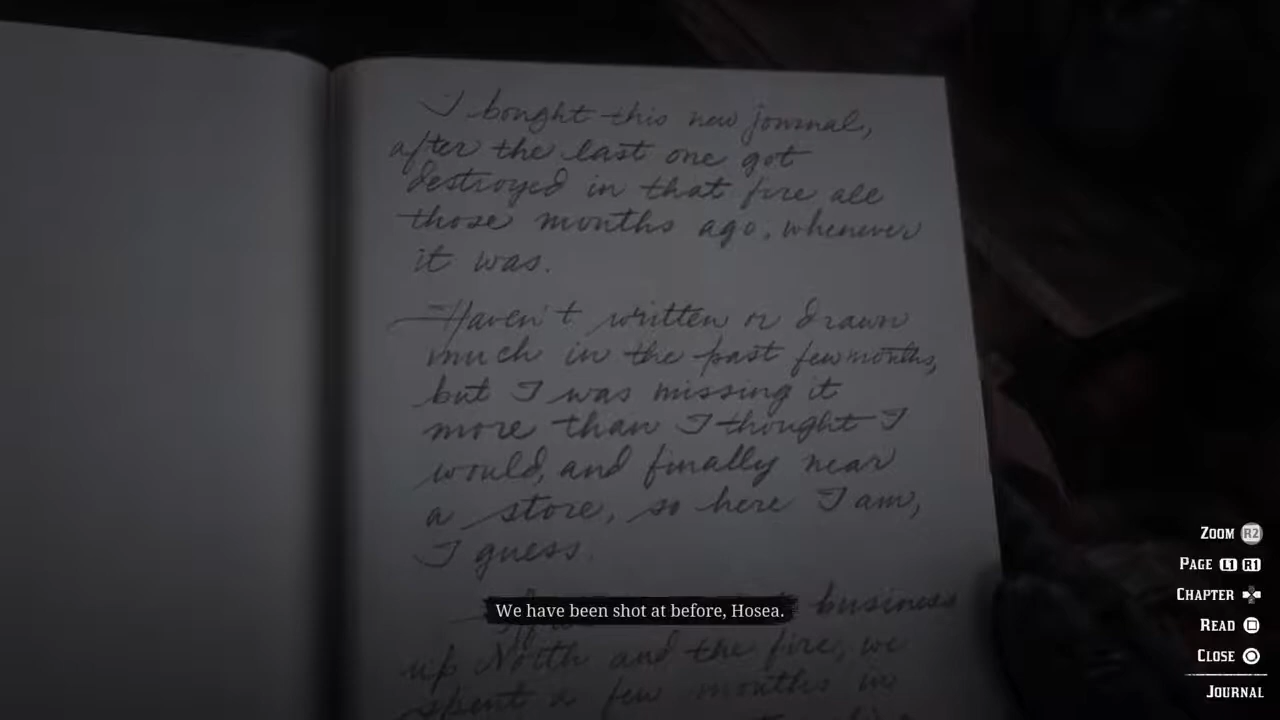 I bought this new journal,
after the last one got
destroyed in that fire all
those months ago, whenever
it was.
Haven't written or drawn
much in the past few months,
but I was missing it
more than I thought I
would, and finally near
a store, so here I am,
I guess.
business
We have been shot at before, Hosea.
up North and the fire, we
spent a few months in
ZOOM R2
PAGE L1 R1
CHAPTER
READ
CLOSE
JOURNAL